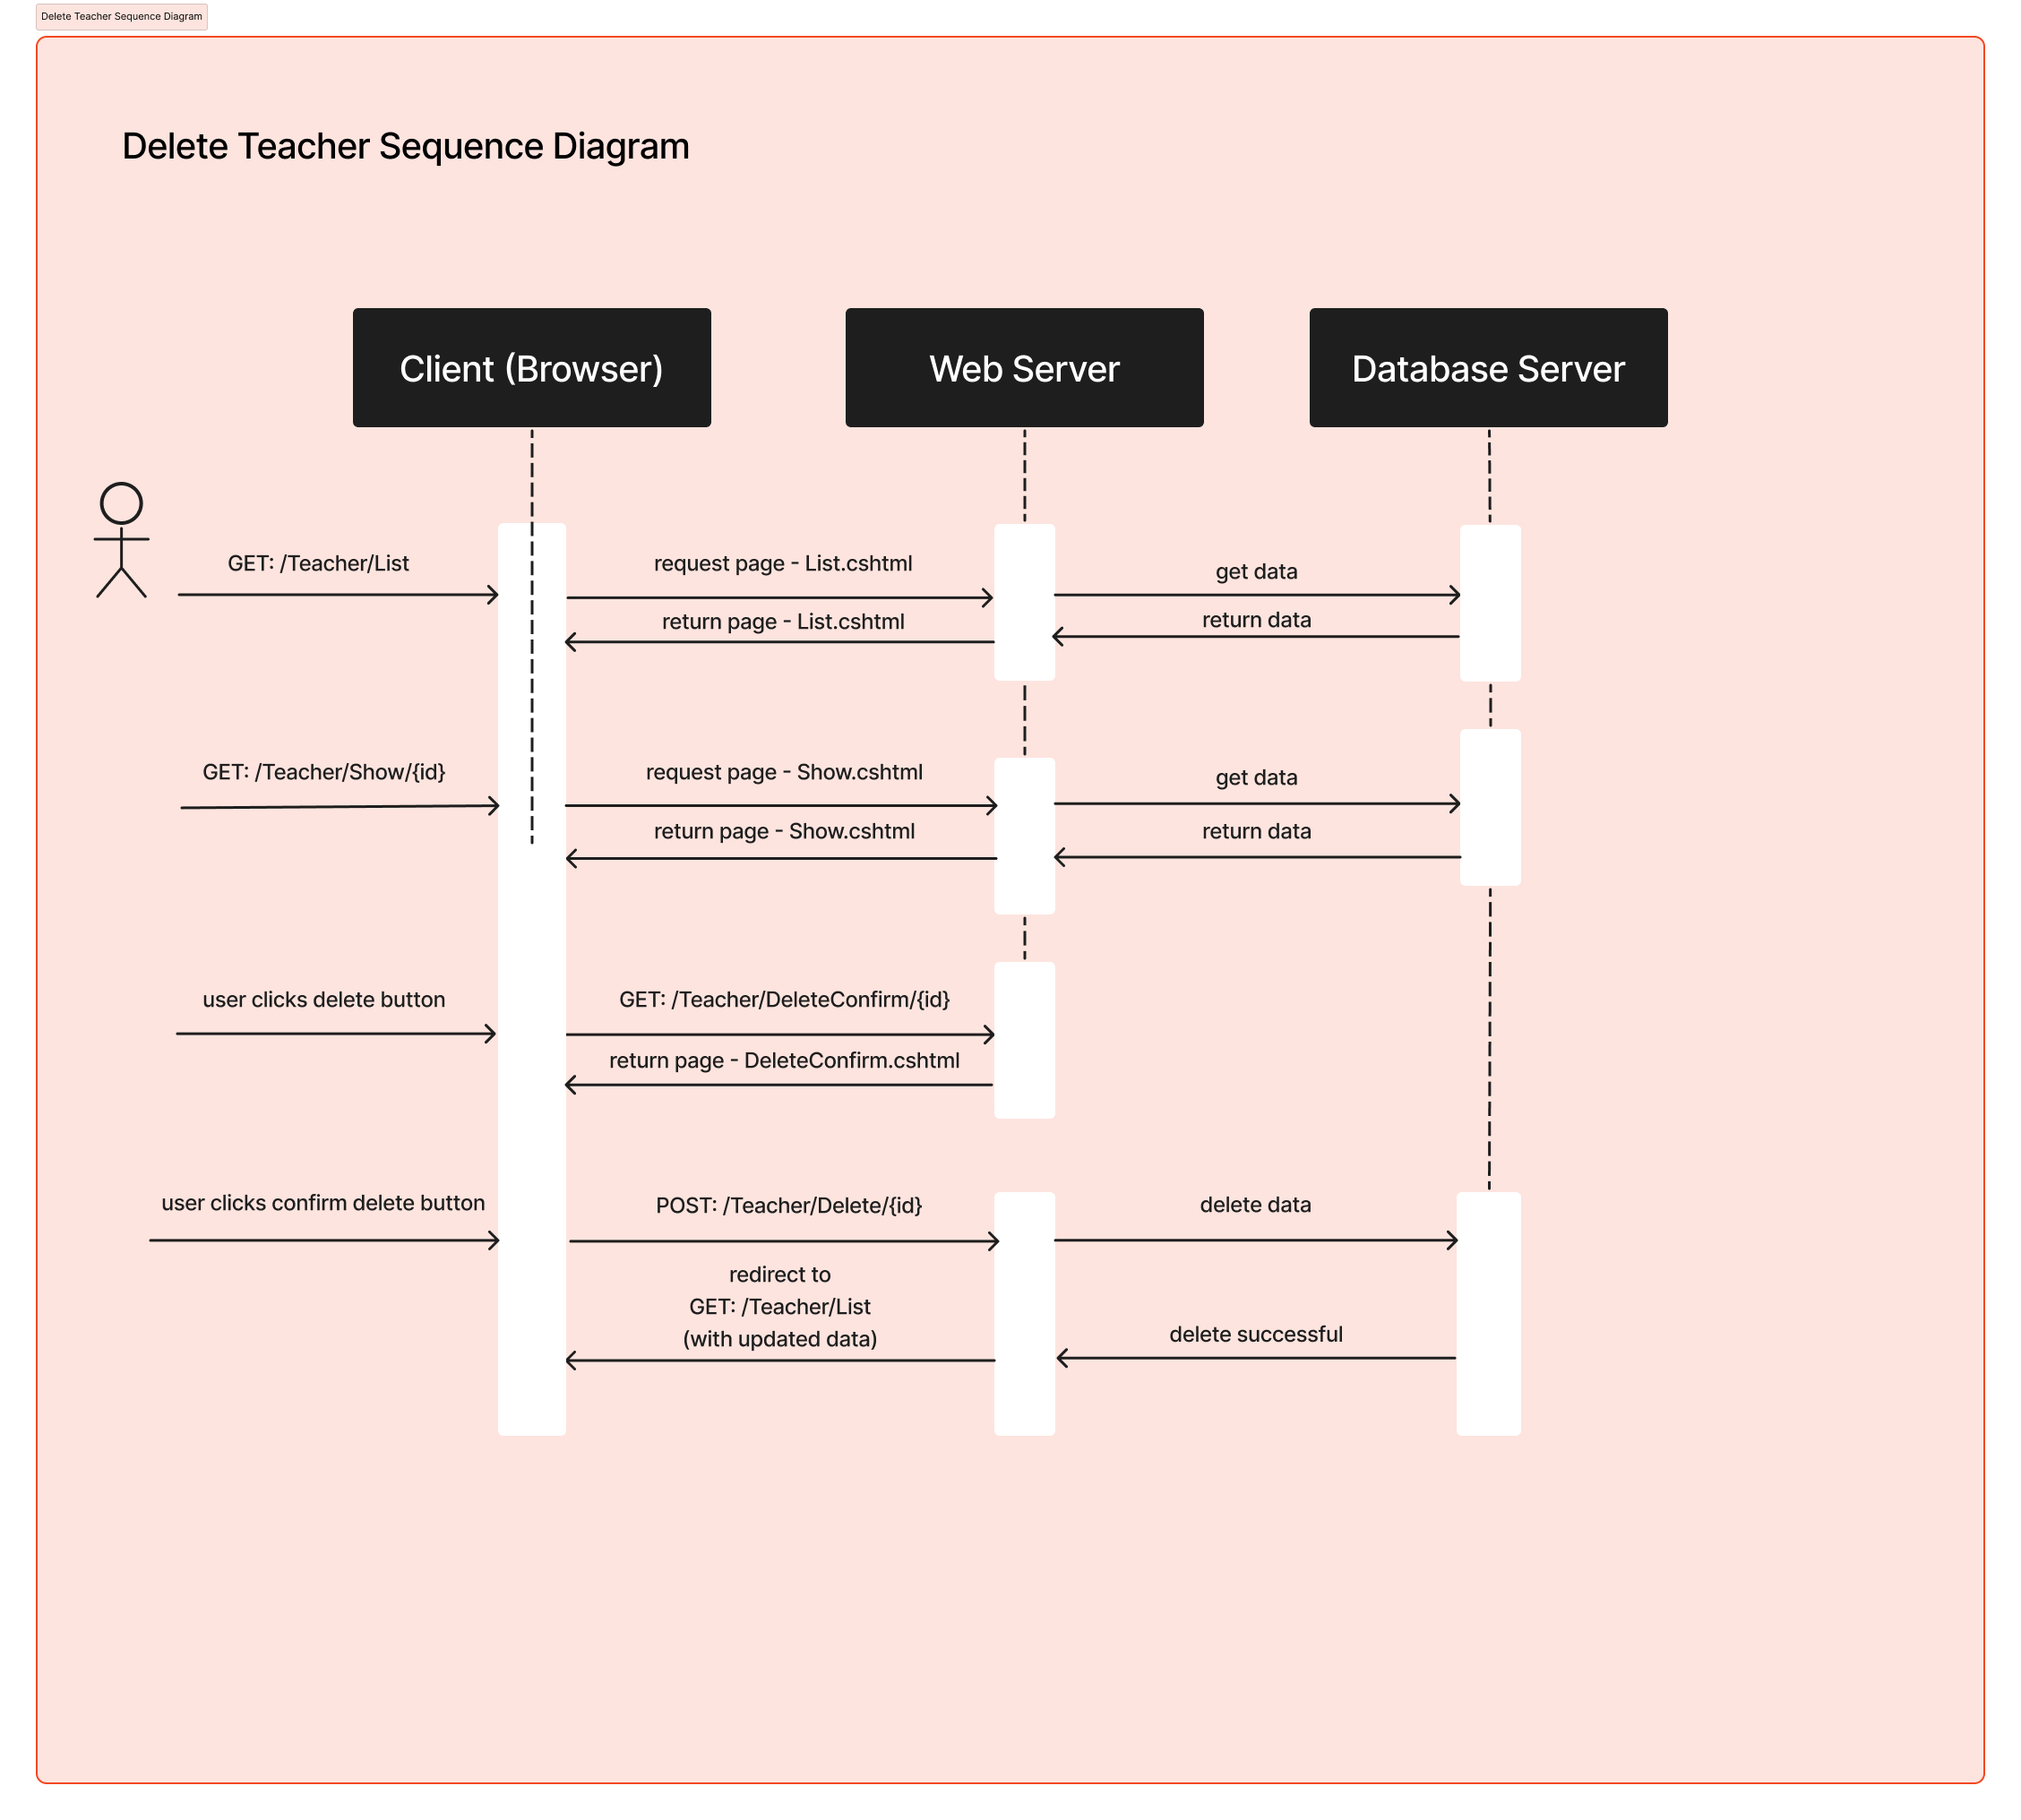 Delete Teacher Sequence Diagram
Delete Teacher Sequence Diagram
Client (Browser)
Web Server
Database Server
GET: /Teacher/List
request page - List.cshtml
get data
return page - List.cshtml
return data
GET: /Teacher/Show/{id}
request page - Show.cshtml
get data
return page - Show.cshtml
return data
user clicks delete button
GET: /Teacher/DeleteConfirm/{id}
return page - DeleteConfirm.cshtml
user clicks confirm delete button
POST: /Teacher/Delete/{id}
delete data
redirect to
GET: /Teacher/List
(with updated data)
delete successful